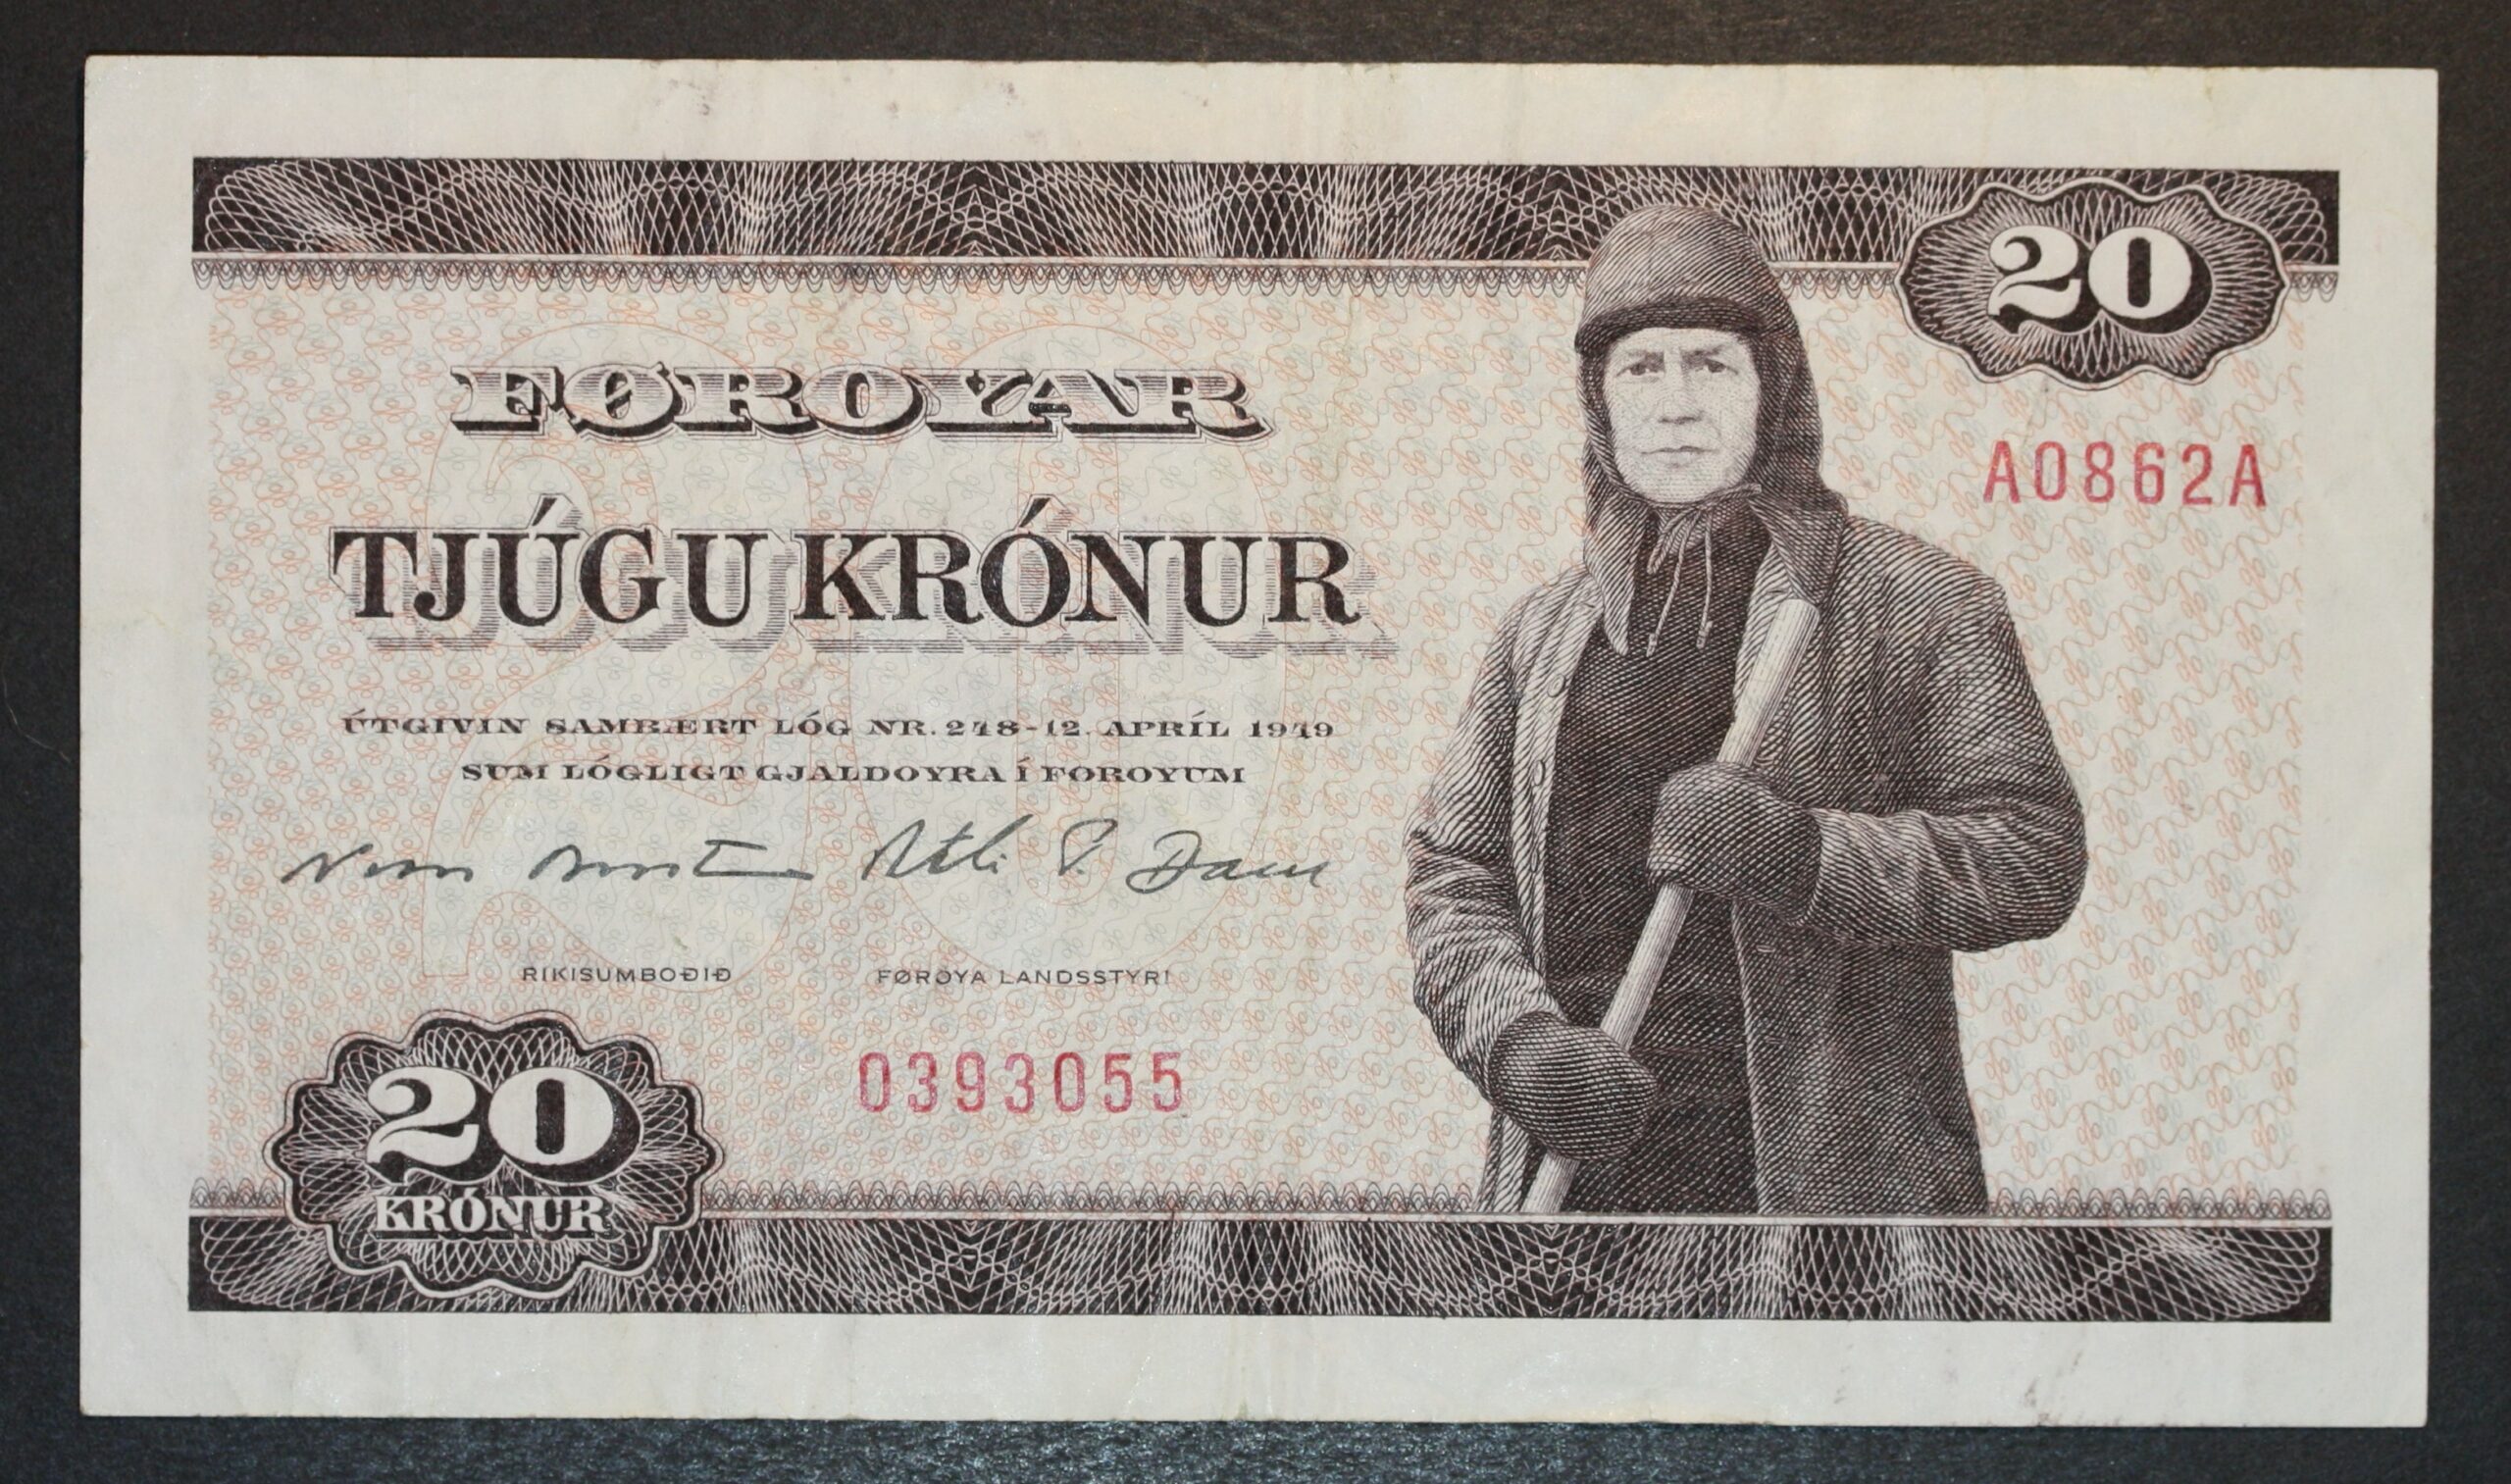 20
FØROYAR
A0862A
TJÚGU KRÓNUR
ÚTGIVIN SAMBÆRT LÓG NR. 248-12. APRÍL 1949
SUM LÓGLIGT GJALDOYRA Í FØROYUM
RÍKISUMBOÐIÐ
FØROYA LANDSSTÝRI
0393055
20
KRÓNUR